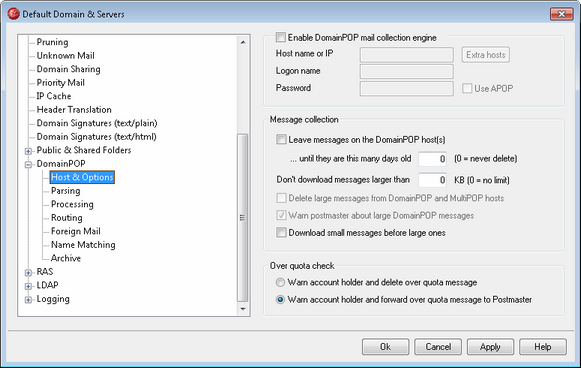 Default Domain & Servers
Pruning
Unknown Mail
Domain Sharing
Priority Mail
IP Cache
Header Translation
Domain Signatures (text/plain)
Domain Signatures (text/html)
Public & Shared Folders
DomainPOP
Host & Options
Parsing
Processing
Routing
Foreign Mail
Name Matching
Archive
RAS
LDAP
Logging
Enable DomainPOP mail collection engine
Host name or IP
Extra hosts
Logon name
Password
Use APOP
Message collection
Leave messages on the DomainPOP host(s)
... until they are this many days old 0 (0 = never delete)
Don't download messages larger than 0 KB (0 = no limit)
Delete large messages from DomainPOP and MultiPOP hosts
Warn postmaster about large DomainPOP messages
Download small messages before large ones
Over quota check
Warn account holder and delete over quota message
Warn account holder and forward over quota message to Postmaster
Ok Cancel Apply Help